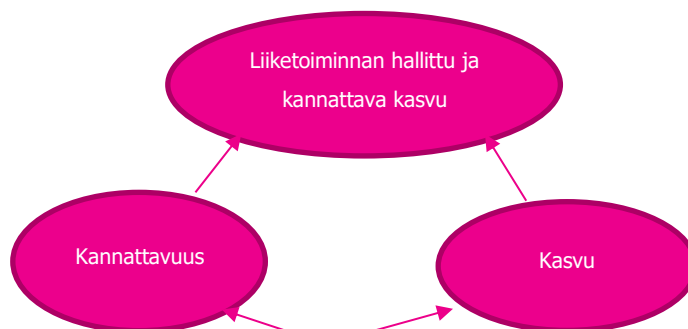 Liiketoiminnan hallittu ja
kannattava kasvu
Kannattavuus
Kasvu